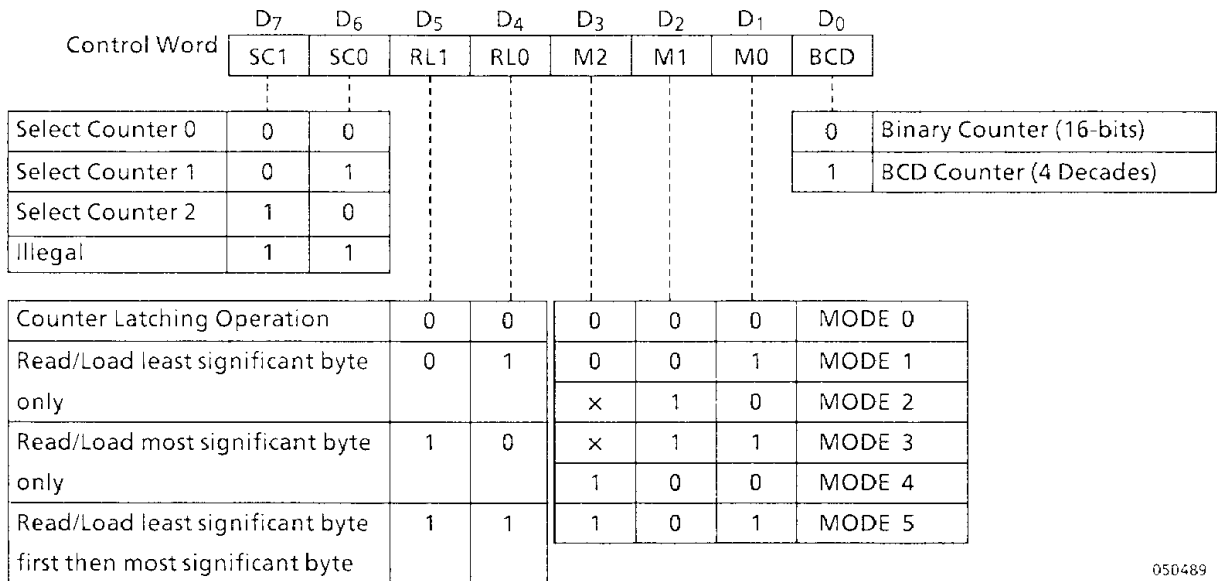 D7 D6 D5 D4 D3 D2 D1 D0
Control Word SC1 SC0 RL1 RL0 M2 M1 M0 BCD
Select Counter 0 0 0
Select Counter 1 0 1
Select Counter 2 1 0
Illegal 1 1
0 Binary Counter (16-bits)
1 BCD Counter (4 Decades)
Counter Latching Operation 0 0
Read/Load least significant byte 0 1
only
Read/Load most significant byte 1 0
only
Read/Load least significant byte 1 1
first then most significant byte
0 0 0 MODE 0
0 0 1 MODE 1
× 1 0 MODE 2
× 1 1 MODE 3
1 0 0 MODE 4
1 0 1 MODE 5
050489